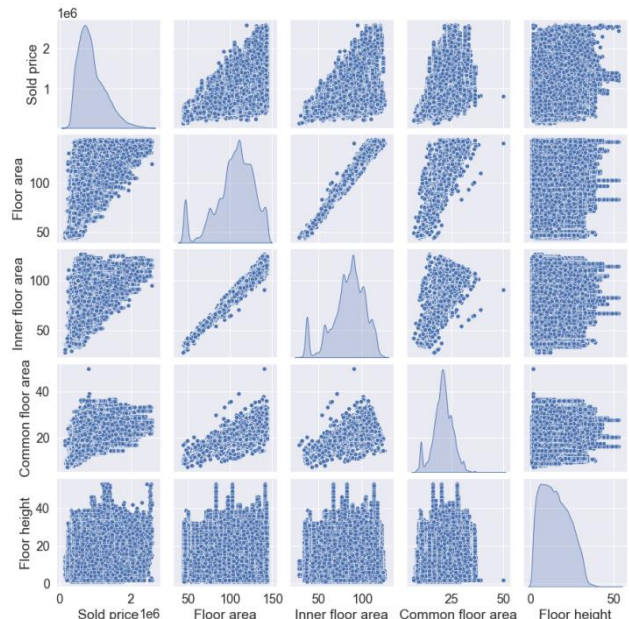 1e6
Sold price
2
1
Floor area
100
50
Inner floor area
100
50
Common floor area
40
20
Floor height
40
20
0
0 2 50 100 150 50 100 25 50 0 50
Sold price 1e6 Floor area Inner floor area Common floor area Floor height